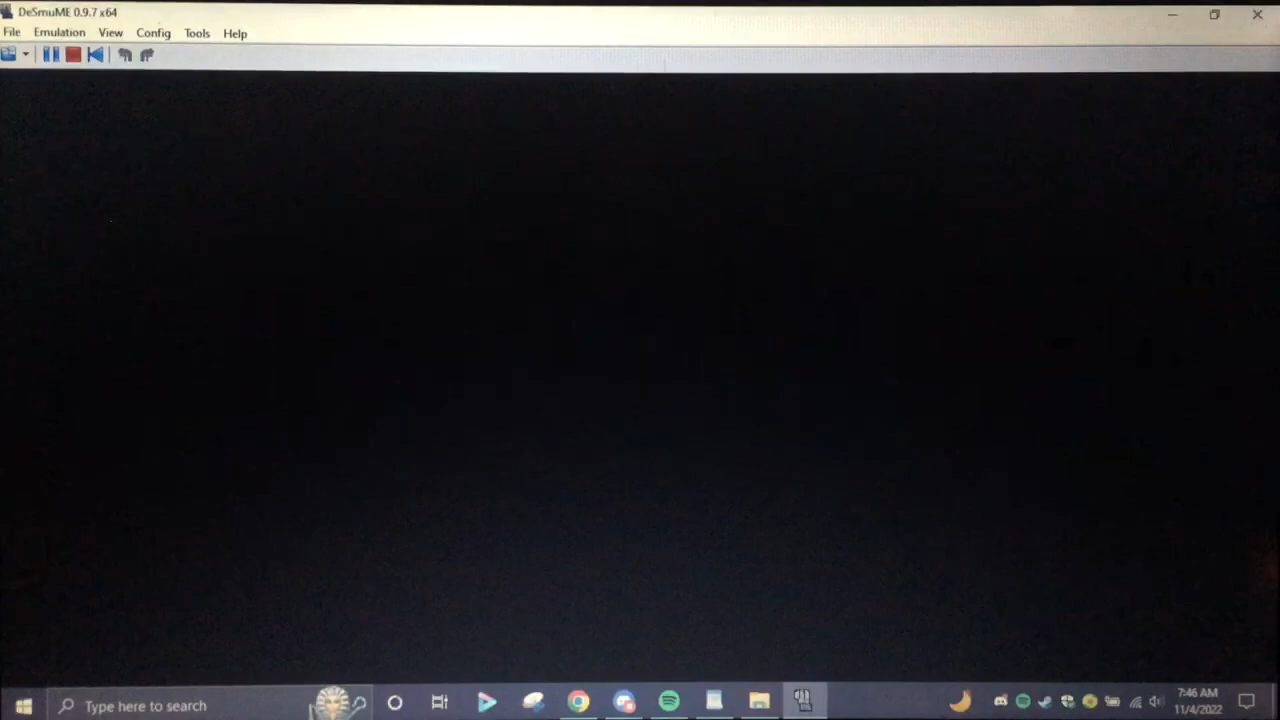 DeSmuME 0.9.7 x64
File Emulation View Config Tools Help
Type here to search
7:46 AM
11/4/2022